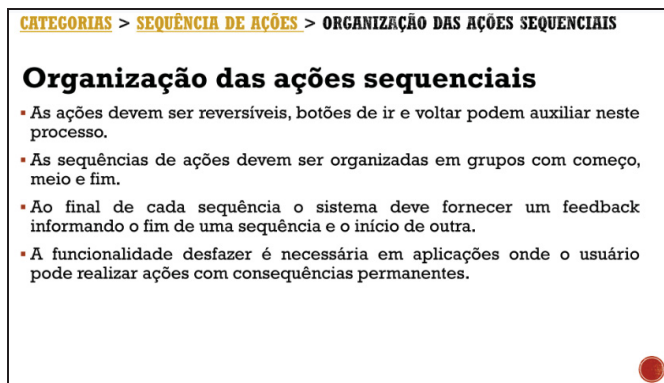 CATEGORIAS > SEQUÊNCIA DE AÇÕES > ORGANIZAÇÃO DAS AÇÕES SEQUENCIAIS
Organização das ações sequenciais
▪ As ações devem ser reversíveis, botões de ir e voltar podem auxiliar neste
processo.
▪ As sequências de ações devem ser organizadas em grupos com começo,
meio e fim.
▪ Ao final de cada sequência o sistema deve fornecer um feedback
informando o fim de uma sequência e o início de outra.
▪ A funcionalidade desfazer é necessária em aplicações onde o usuário
pode realizar ações com consequências permanentes.